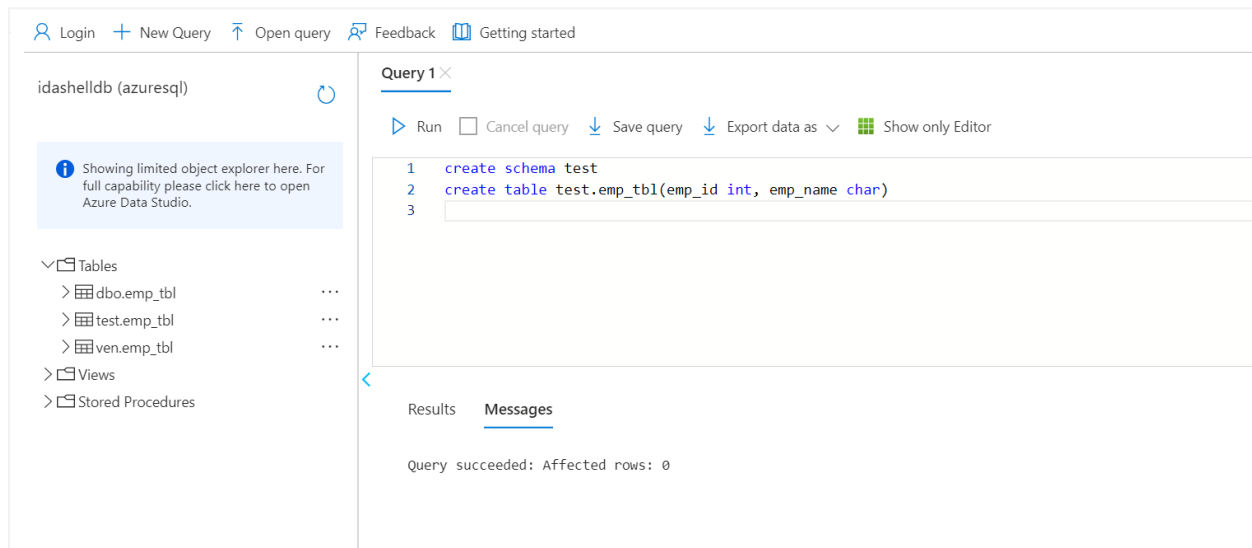 Login New Query Open query Feedback Getting started
idashelldb (azuresql)
Showing limited object explorer here. For
full capability please click here to open
Azure Data Studio.
Tables
dbo.emp_tbl ...
test.emp_tbl ...
ven.emp_tbl ...
Views
Stored Procedures
Query 1
Run Cancel query Save query Export data as Show only Editor
1 create schema test
2 create table test.emp_tbl(emp_id int, emp_name char)
3
Results Messages
Query succeeded: Affected rows: 0